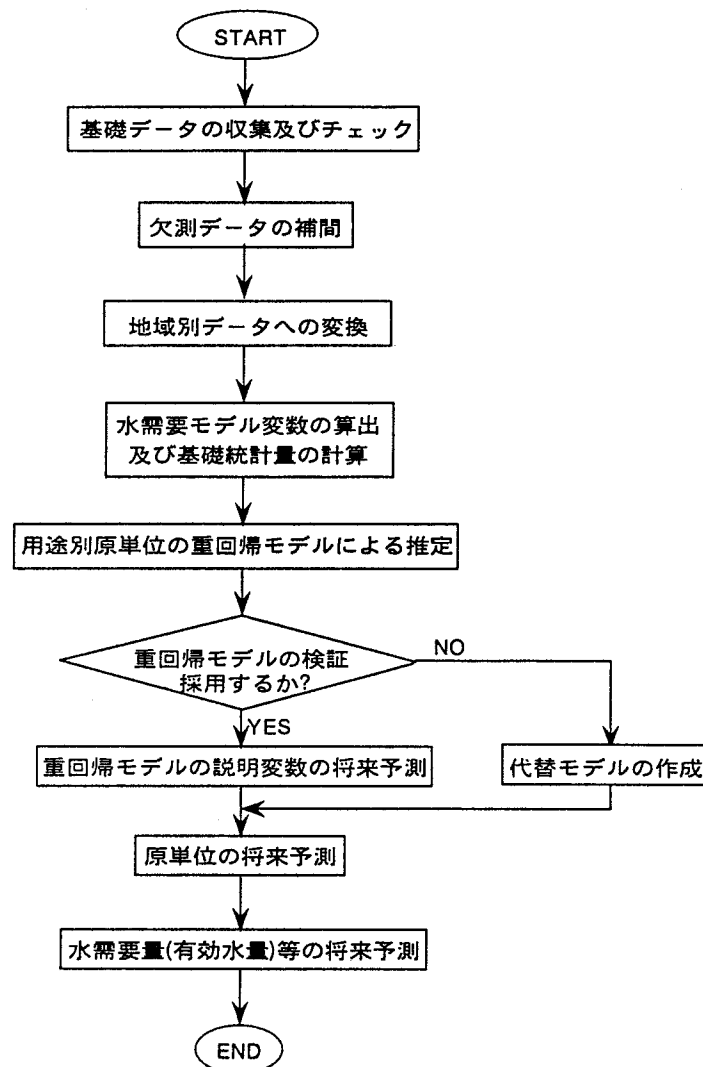 START
基礎データの収集及びチェック
欠測データの補間
地域別データへの変換
水需要モデル変数の算出
及び基礎統計量の計算
用途別原単位の重回帰モデルによる推定
重回帰モデルの検証
採用するか?
NO
YES
重回帰モデルの説明変数の将来予測
代替モデルの作成
原単位の将来予測
水需要量(有効水量)等の将来予測
END